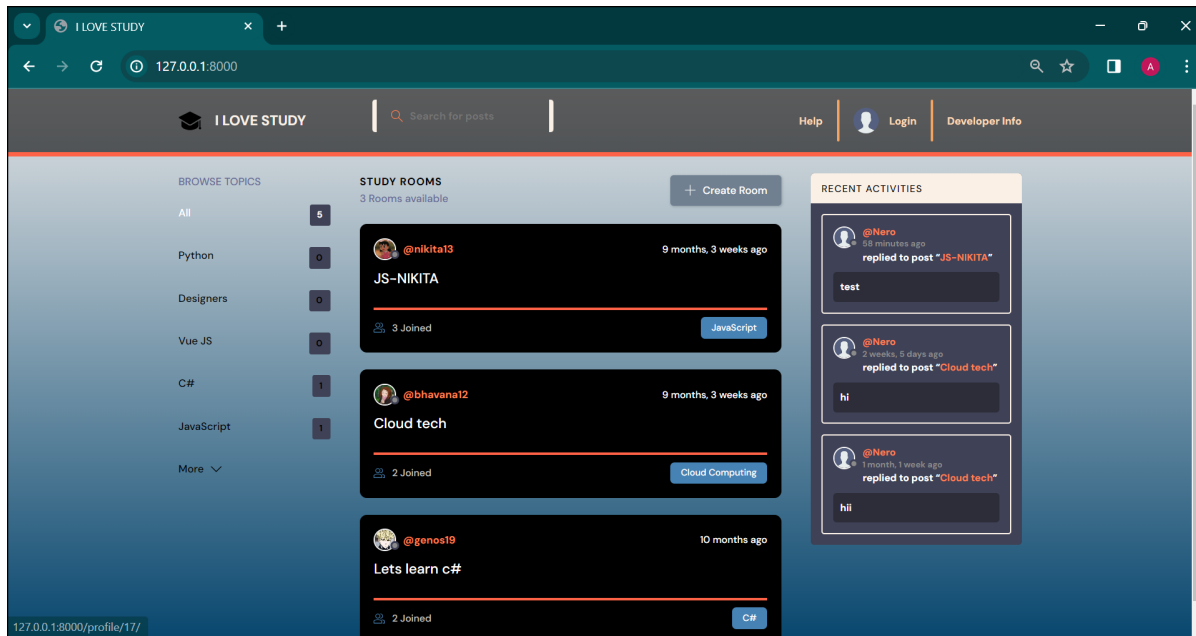 I LOVE STUDY
127.0.0.1:8000
A
I LOVE STUDY
Search for posts
Help
Login
Developer Info
BROWSE TOPICS
All 5
Python 0
Designers 0
Vue JS 0
C# 1
JavaScript 1
More
STUDY ROOMS
3 Rooms available
Create Room
@nikita13 9 months, 3 weeks ago
JS-NIKITA
3 Joined JavaScript
@bhavana12 9 months, 3 weeks ago
Cloud tech
2 Joined Cloud Computing
@genos19 10 months ago
Lets learn c#
2 Joined C#
RECENT ACTIVITIES
@Nero
58 minutes ago
replied to post “JS-NIKITA”
test
@Nero
2 weeks, 5 days ago
replied to post “Cloud tech”
hi
@Nero
1 month, 1 week ago
replied to post “Cloud tech”
hii
127.0.0.1:8000/profile/17/